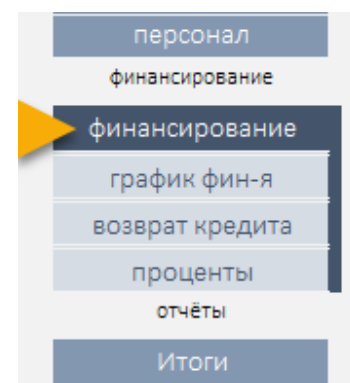 персонал
финансирование
финансирование
график фин-я
возврат кредита
проценты
отчёты
Итоги